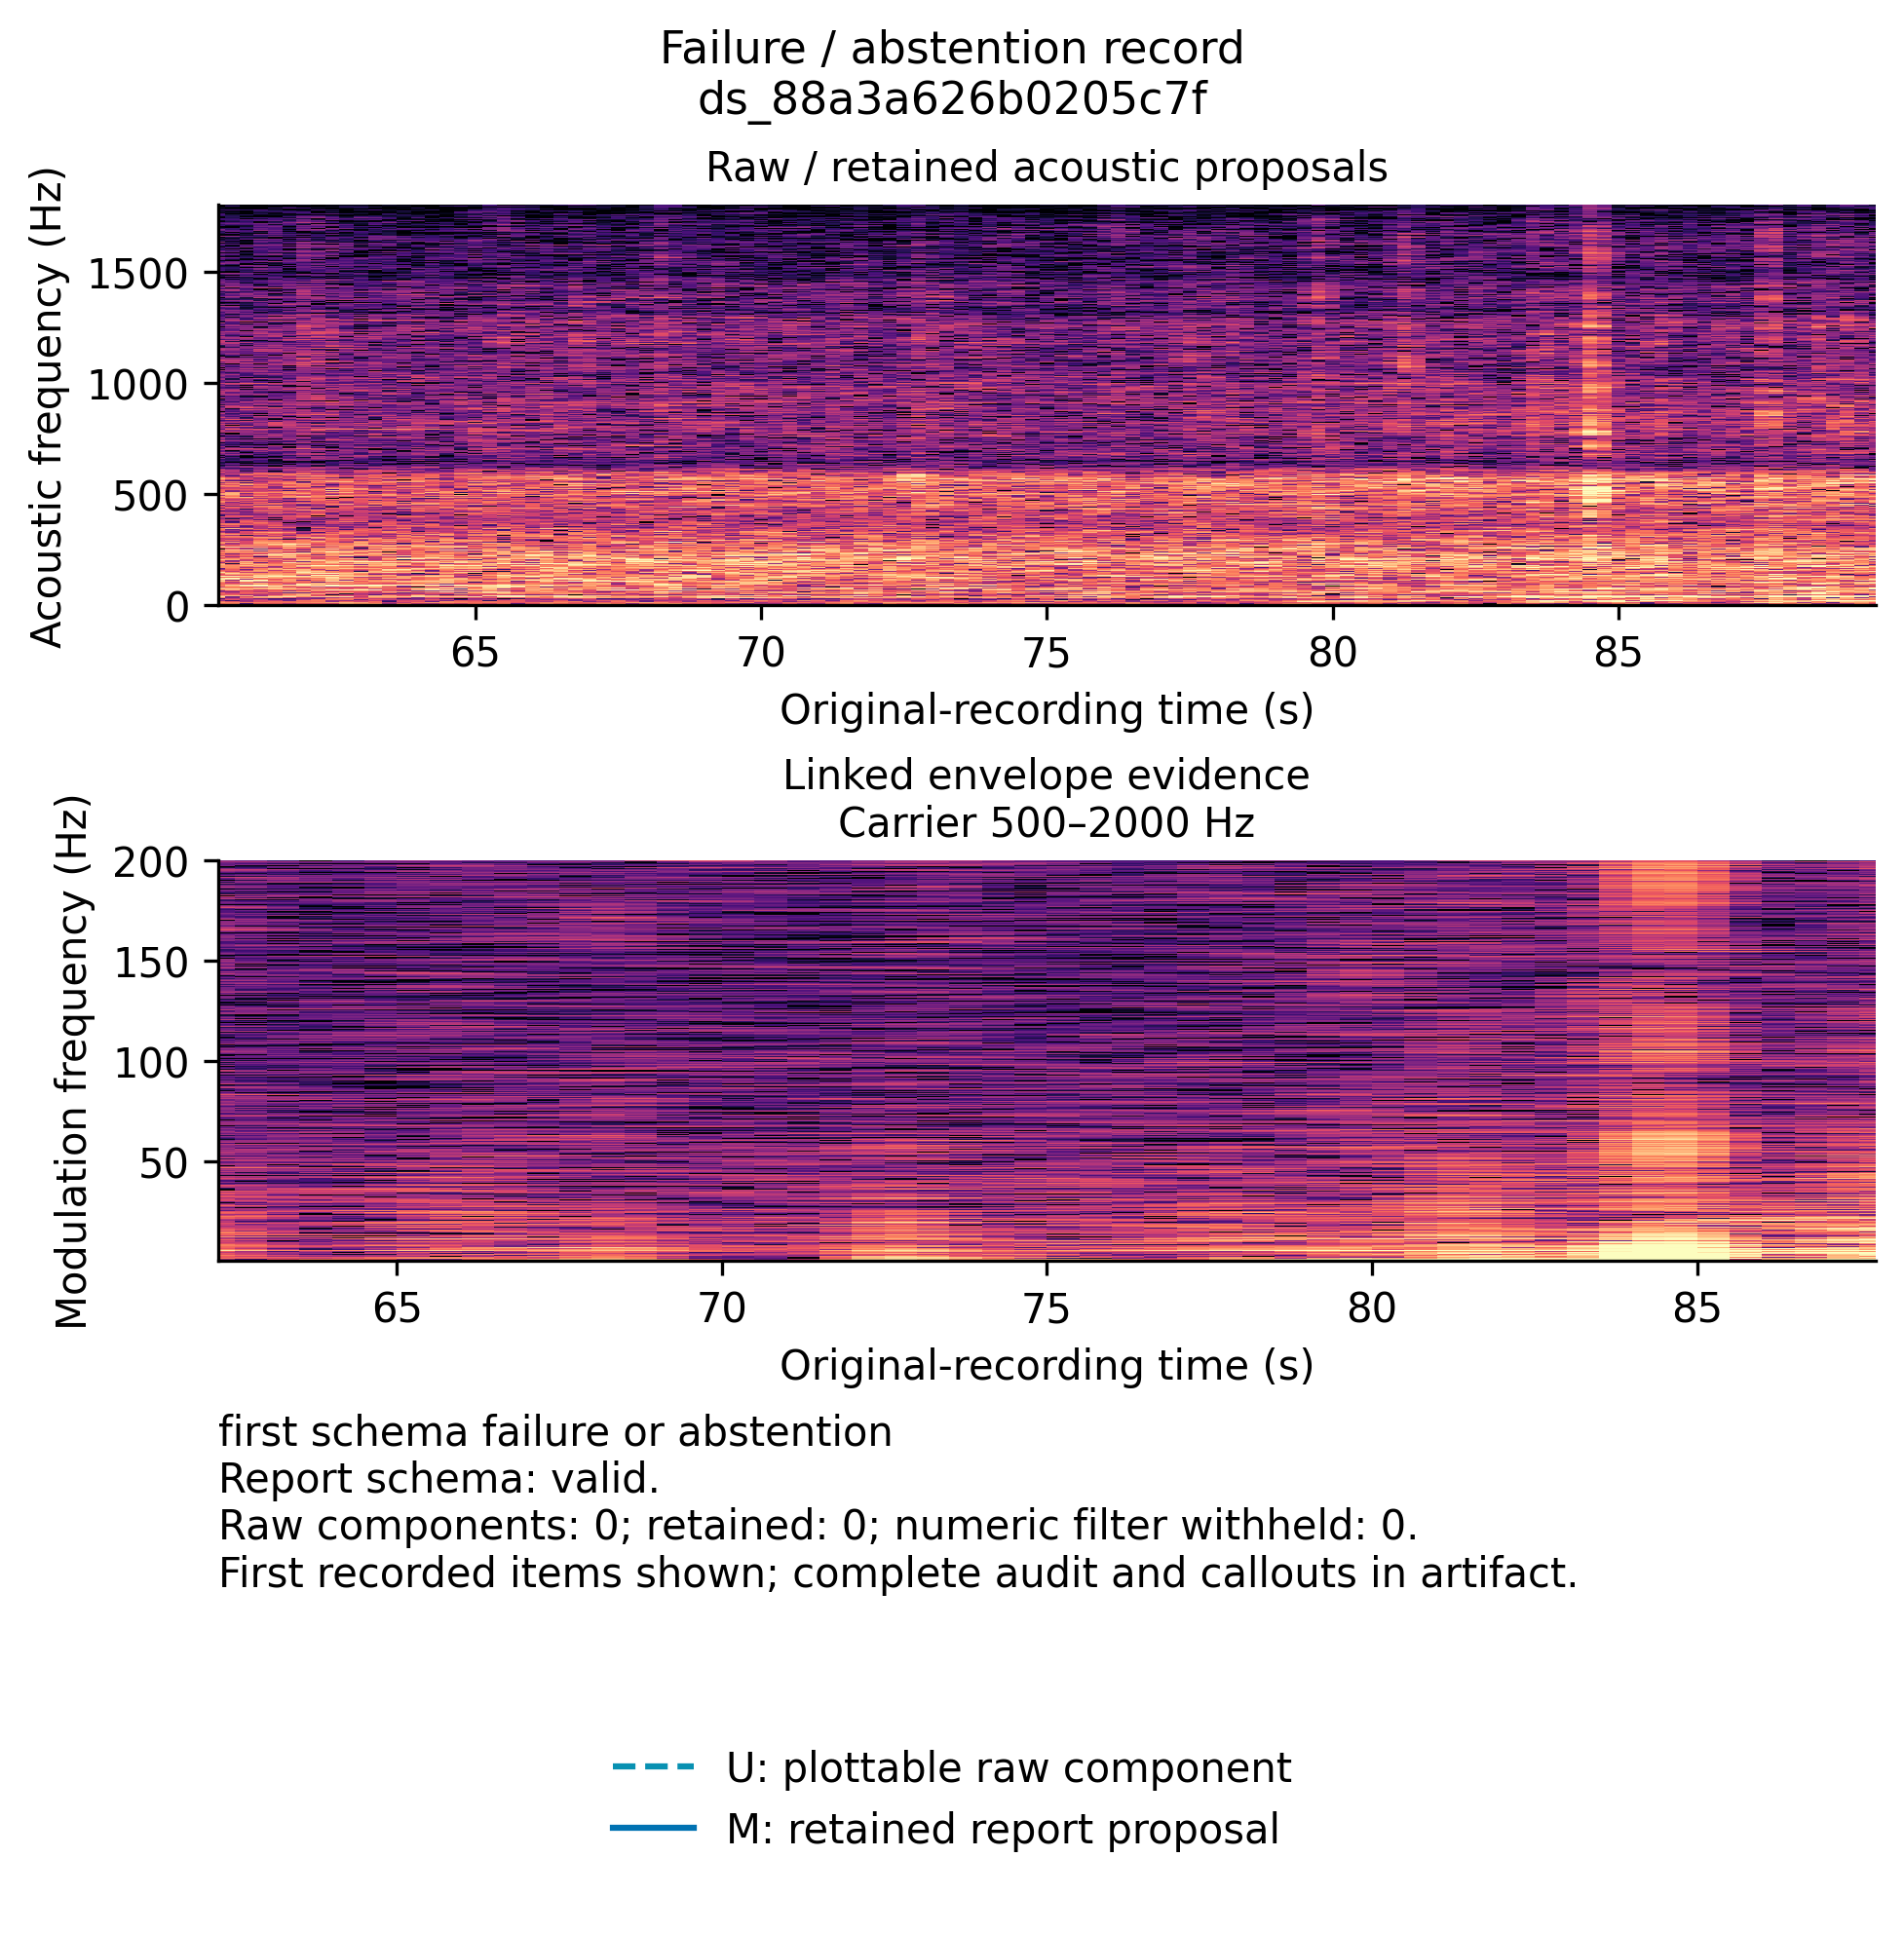 Failure / abstention record
ds_88a3a626b0205c7f
Raw / retained acoustic proposals
Acoustic frequency (Hz)
1500
1000
500
0
65 70 75 80 85
Original-recording time (s)
Linked envelope evidence
Carrier 500–2000 Hz
Modulation frequency (Hz)
200
150
100
50
65 70 75 80 85
Original-recording time (s)
first schema failure or abstention
Report schema: valid.
Raw components: 0; retained: 0; numeric filter withheld: 0.
First recorded items shown; complete audit and callouts in artifact.
U: plottable raw component
M: retained report proposal